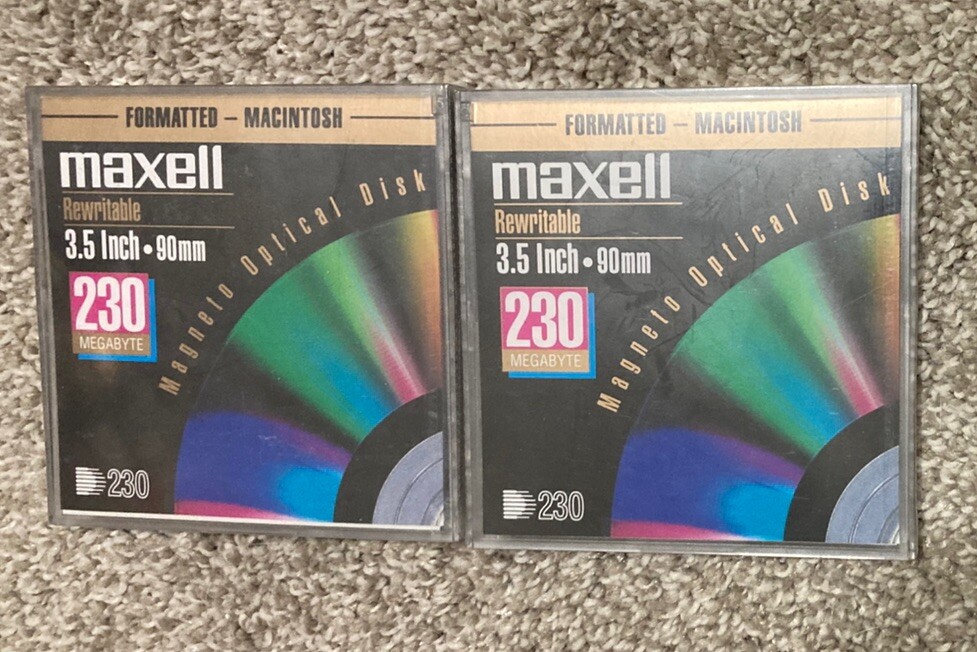 FORMATTED – MACINTOSH
maxell
Rewritable
3.5 Inch • 90mm
230
MEGABYTE
Magneto Optical Disk
230
FORMATTED – MACINTOSH
maxell
Rewritable
3.5 Inch • 90mm
230
MEGABYTE
Magneto Optical Disk
230